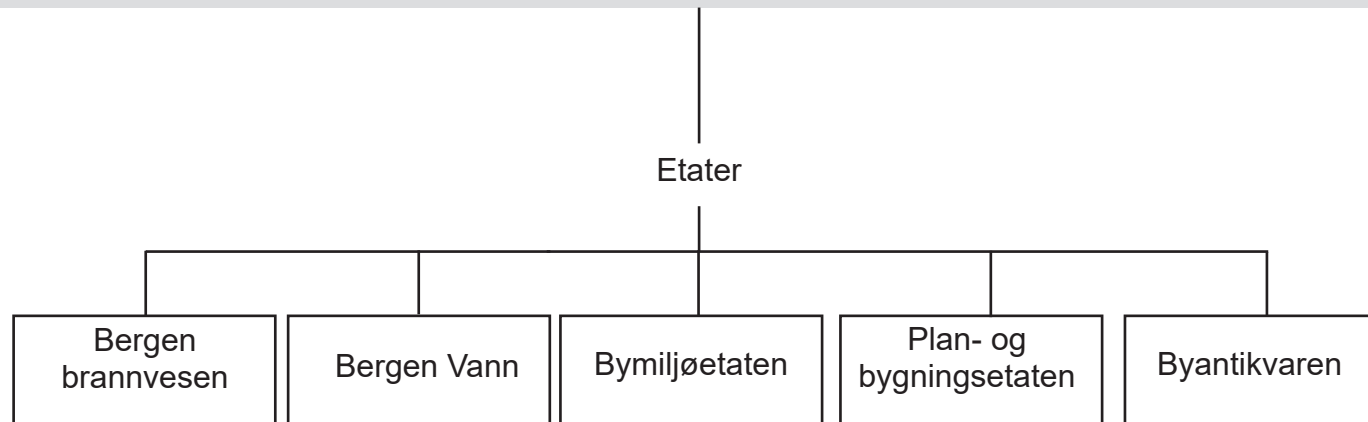 Etater
Bergen
brannvesen
Bergen Vann
Bymiljøetaten
Plan- og
bygningsetaten
Byantikvaren